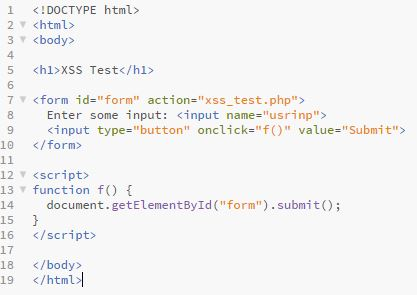 1 <!DOCTYPE html>
2 <html>
3 <body>
4
5 <h1>XSS Test</h1>
6
7 <form id="form" action="xss_test.php">
8   Enter some input: <input name="usrinp">
9   <input type="button" onclick="f()" value="Submit">
10 </form>
11
12 <script>
13 function f() {
14   document.getElementById("form").submit();
15 }
16 </script>
17
18 </body>
19 </html>